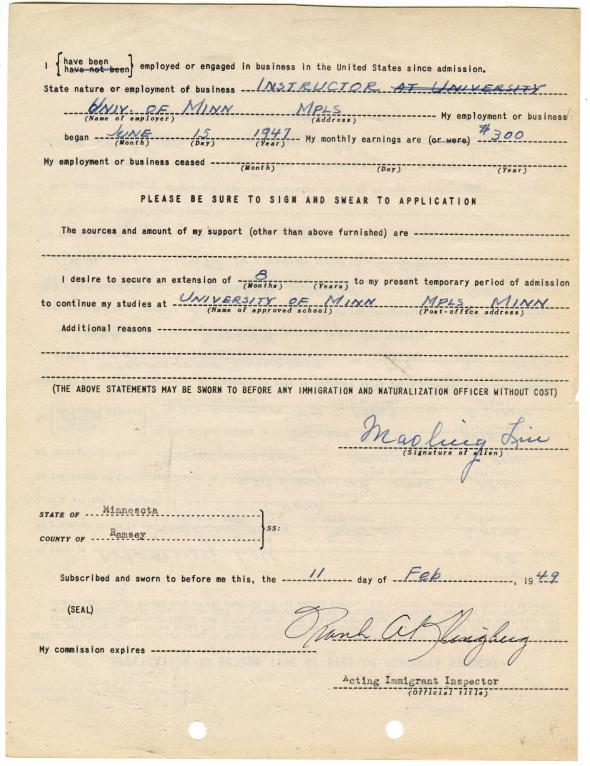 I { have been
have not been } employed or engaged in business in the United States since admission.
State nature or employment of business INSTRUCTOR AT UNIVERSITY
UNIV. OF MINN MPLS My employment or business
(Name of employer) (Address)
began JUNE 15 1947 My monthly earnings are (or were) $300
(Month) (Day) (Year)
My employment or business ceased
(Month) (Day) (Year)
PLEASE BE SURE TO SIGN AND SWEAR TO APPLICATION
The sources and amount of my support (other than above furnished) are
I desire to secure an extension of 8 to my present temporary period of admission
(Months) (Years)
to continue my studies at UNIVERSITY OF MINN MPLS MINN
(Name of approved school) (Post-office address)
Additional reasons
(THE ABOVE STATEMENTS MAY BE SWORN TO BEFORE ANY IMMIGRATION AND NATURALIZATION OFFICER WITHOUT COST)
Maoling Lin
(Signature of alien)
STATE OF Minnesota
COUNTY OF Ramsey } SS:
Subscribed and sworn to before me this, the 11 day of Feb, 1949
(SEAL)
Frank A Klingberg
My commission expires
Acting Immigrant Inspector
(Official title)